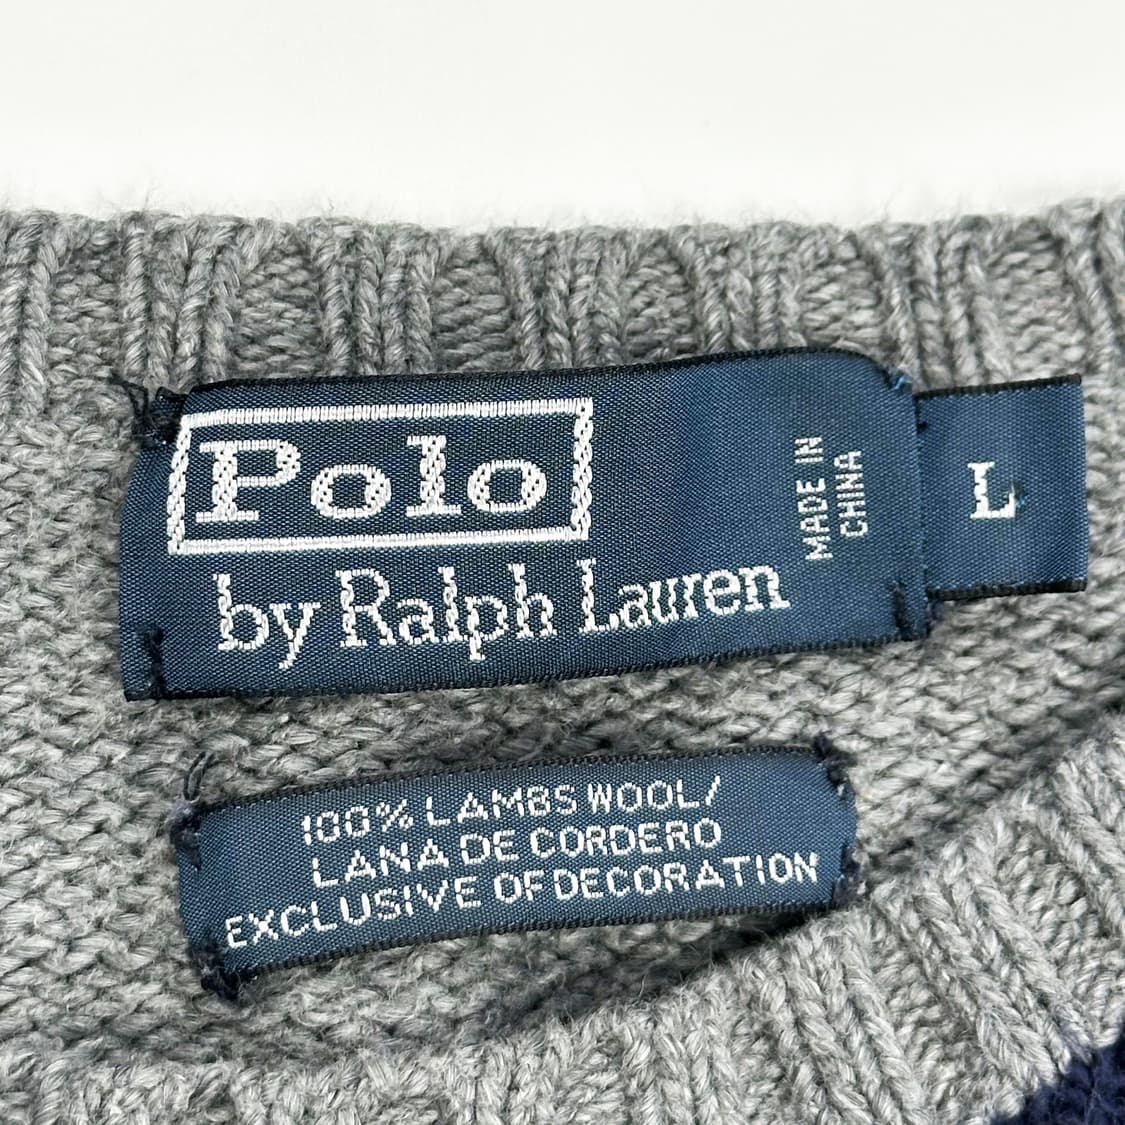 Polo
by Ralph Lauren
MADE IN
CHINA
L
100% LAMBS WOOL/
LANA DE CORDERO
EXCLUSIVE OF DECORATION